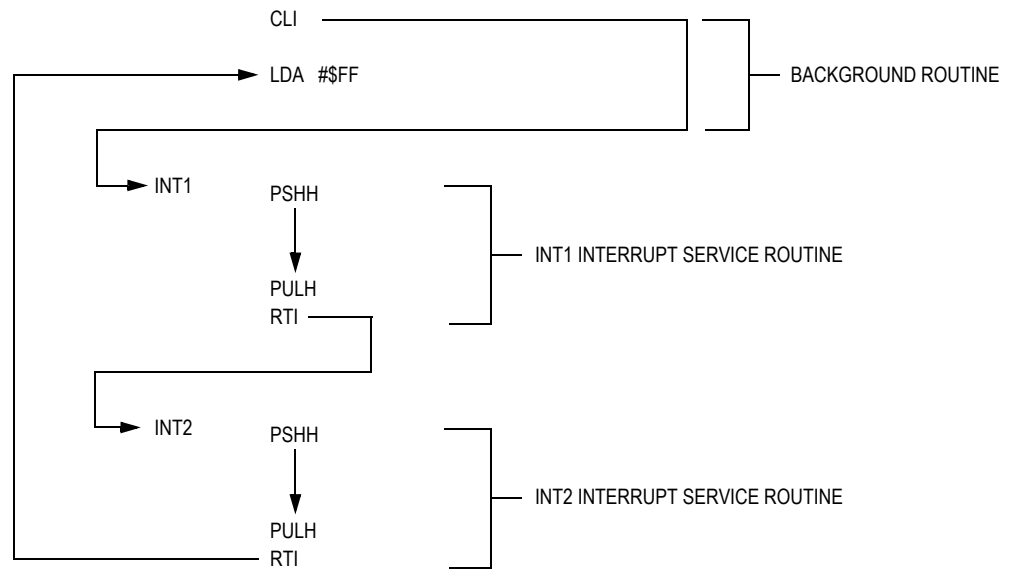 CLI
LDA #$FF
BACKGROUND ROUTINE
INT1
PSHH
INT1 INTERRUPT SERVICE ROUTINE
PULH
RTI
INT2
PSHH
INT2 INTERRUPT SERVICE ROUTINE
PULH
RTI